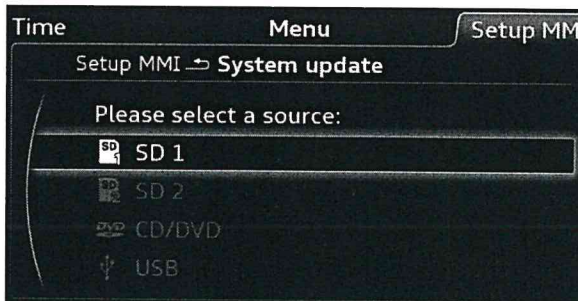 Time Menu Setup MM
Setup MMI System update
Please select a source:
SD 1
SD 2
CD/DVD
USB